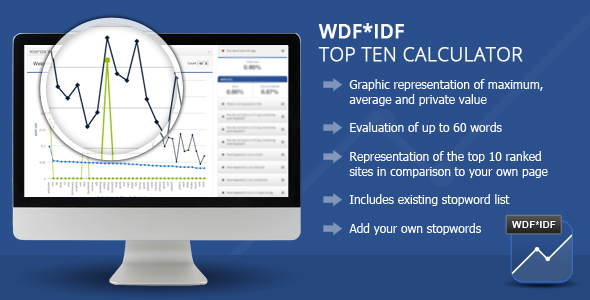 WDF*IDF
TOP TEN CALCULATOR
Graphic representation of maximum,
average and private value
Evaluation of up to 60 words
Representation of the top 10 ranked
sites in comparison to your own page
Includes existing stopword list
Add your own stopwords
WDF*IDF